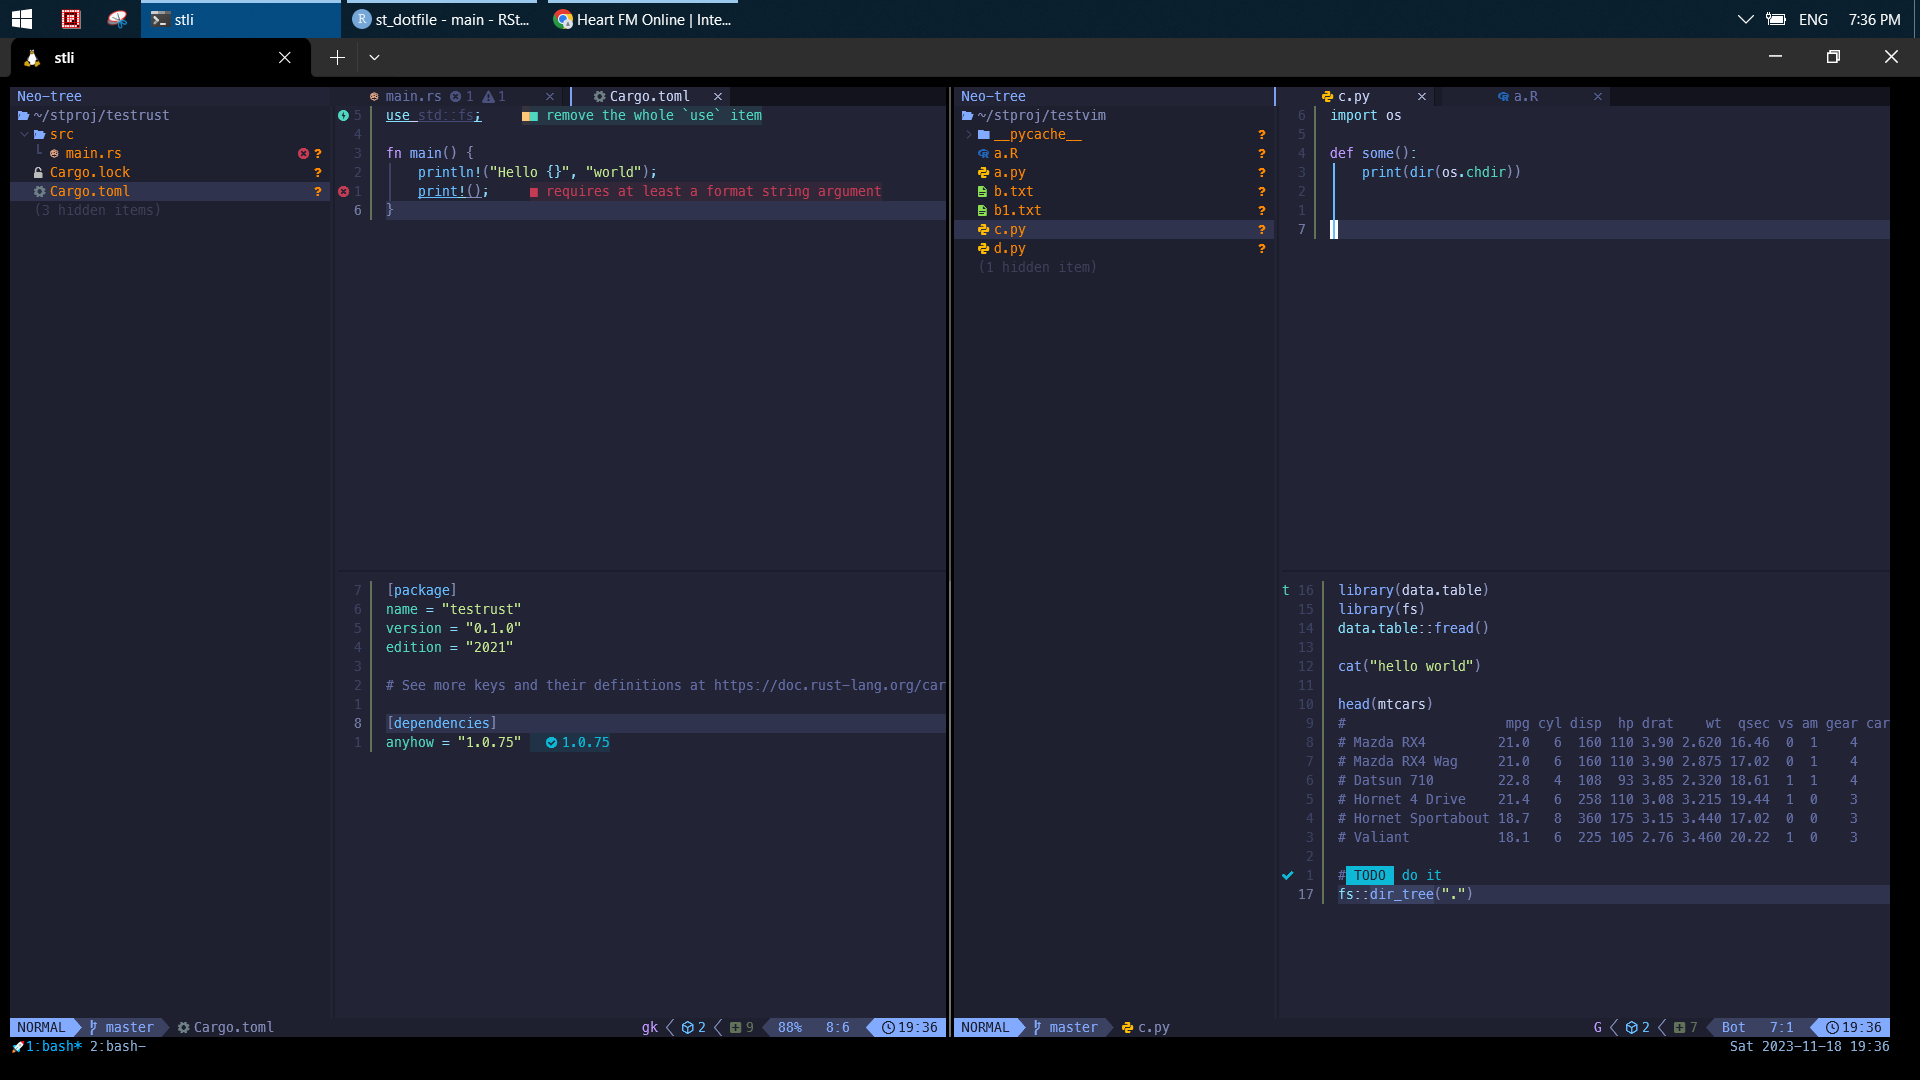 stli
st_dotfile - main - RSt...
Heart FM Online | Inte...
ENG
7:36 PM
stli
Neo-tree
~/stproj/testrust
src
main.rs ?
Cargo.lock ?
Cargo.toml ?
(3 hidden items)
main.rs 1 1
Cargo.toml
5 use std::fs; remove the whole `use` item
4
3 fn main() {
2 println!("Hello {}", "world");
1 print!(); requires at least a format string argument
6 }
7 [package]
6 name = "testrust"
5 version = "0.1.0"
4 edition = "2021"
3
2 # See more keys and their definitions at https://doc.rust-lang.org/car
1
8 [dependencies]
1 anyhow = "1.0.75" 1.0.75
NORMAL master Cargo.toml gk 2 9 88% 8:6 19:36
Neo-tree
~/stproj/testvim
__pycache__ ?
a.R ?
a.py ?
b.txt ?
b1.txt ?
c.py ?
d.py ?
(1 hidden item)
c.py
a.R
6 import os
5
4 def some():
3 print(dir(os.chdir))
2
1
7
t 16 library(data.table)
15 library(fs)
14 data.table::fread()
13
12 cat("hello world")
11
10 head(mtcars)
9 # mpg cyl disp hp drat wt qsec vs am gear car
8 # Mazda RX4 21.0 6 160 110 3.90 2.620 16.46 0 1 4
7 # Mazda RX4 Wag 21.0 6 160 110 3.90 2.875 17.02 0 1 4
6 # Datsun 710 22.8 4 108 93 3.85 2.320 18.61 1 1 4
5 # Hornet 4 Drive 21.4 6 258 110 3.08 3.215 19.44 1 0 3
4 # Hornet Sportabout 18.7 8 360 175 3.15 3.440 17.02 0 0 3
3 # Valiant 18.1 6 225 105 2.76 3.460 20.22 1 0 3
2
1 # TODO do it
17 fs::dir_tree(".")
NORMAL master c.py G 2 7 Bot 7:1 19:36
1:bash* 2:bash-
Sat 2023-11-18 19:36